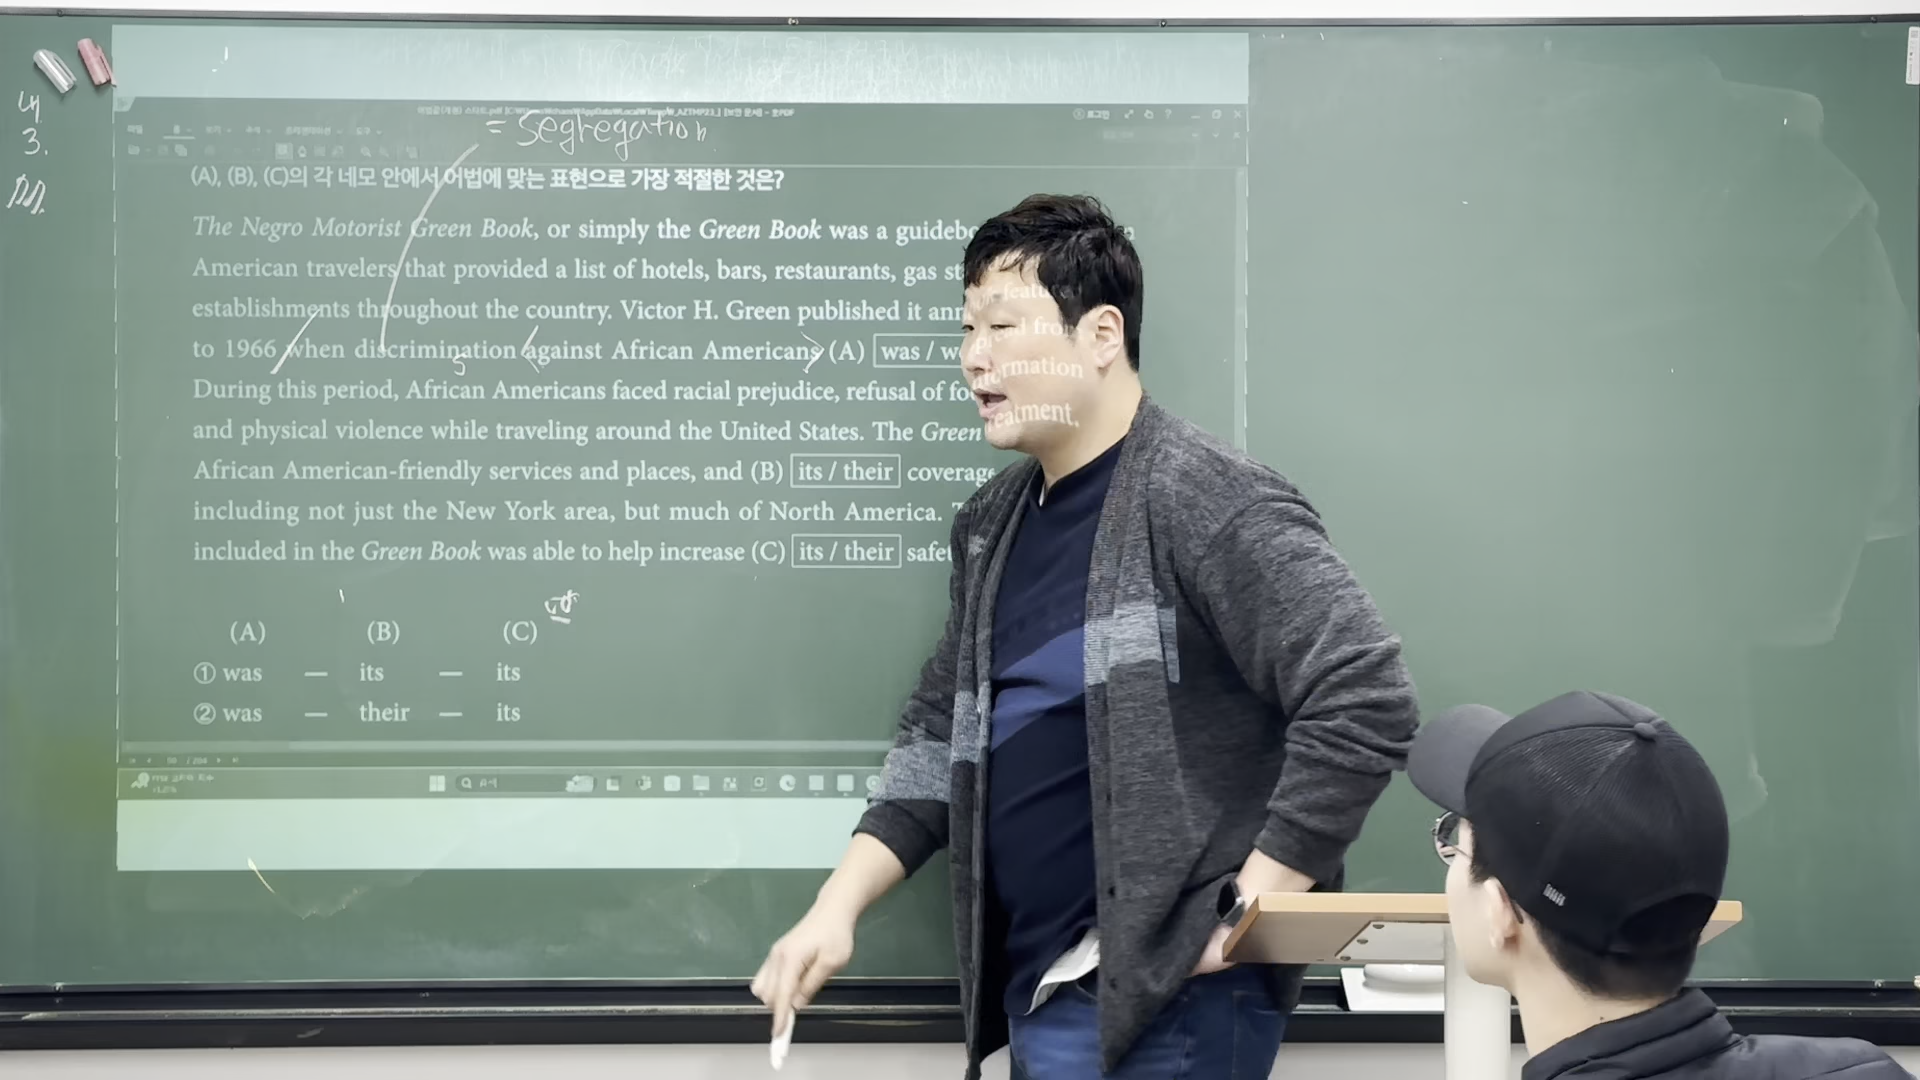 내
3.
= segregation
(A), (B), (C)의 각 네모 안에서 어법에 맞는 표현으로 가장 적절한 것은?
The Negro Motorist Green Book, or simply the Green Book was a guidebo
American travelers that provided a list of hotels, bars, restaurants, gas st
establishments throughout the country. Victor H. Green published it ann
to 1966 when discrimination against African Americans (A) was / we
S
During this period, African Americans faced racial prejudice, refusal of fo
and physical violence while traveling around the United States. The Green
African American-friendly services and places, and (B) its / their coverage
including not just the New York area, but much of North America. T
included in the Green Book was able to help increase (C) its / their safet
(A) (B) (C)
① was — its — its
② was — their — its